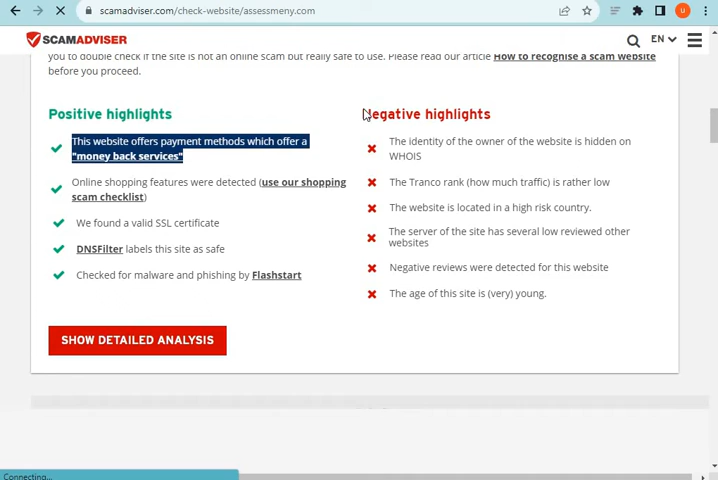 scamadviser.com/check-website/assessmeny.com
u
SCAMADVISER
EN
you to double check if the site is not an online scam but really safe to use. Please read our article How to recognise a scam website
before you proceed.
Positive highlights
This website offers payment methods which offer a
"money back services"
Online shopping features were detected (use our shopping
scam checklist)
We found a valid SSL certificate
DNSFilter labels this site as safe
Checked for malware and phishing by Flashstart
SHOW DETAILED ANALYSIS
Negative highlights
The identity of the owner of the website is hidden on
WHOIS
The Tranco rank (how much traffic) is rather low
The website is located in a high risk country.
The server of the site has several low reviewed other
websites
Negative reviews were detected for this website
The age of this site is (very) young.
Connecting...